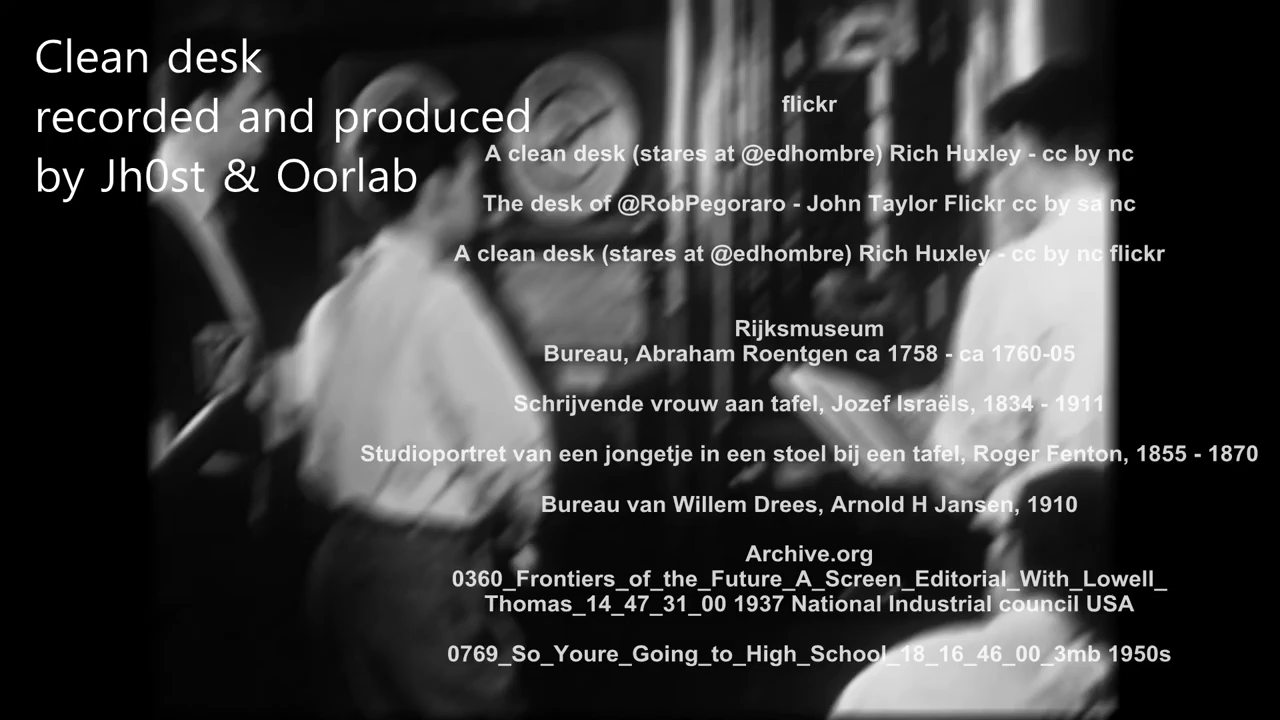 Clean desk
recorded and produced
by Jh0st & Oorlab
flickr
A clean desk (stares at @edhombre) Rich Huxley - cc by nc
The desk of @RobPegoraro - John Taylor Flickr cc by sa nc
A clean desk (stares at @edhombre) Rich Huxley - cc by nc flickr
Rijksmuseum
Bureau, Abraham Roentgen ca 1758 - ca 1760-05
Schrijvende vrouw aan tafel, Jozef Israëls, 1834 - 1911
Studioportret van een jongetje in een stoel bij een tafel, Roger Fenton, 1855 - 1870
Bureau van Willem Drees, Arnold H Jansen, 1910
Archive.org
0360_Frontiers_of_the_Future_A_Screen_Editorial_With_Lowell_
Thomas_14_47_31_00 1937 National Industrial council USA
0769_So_Youre_Going_to_High_School_18_16_46_00_3mb 1950s